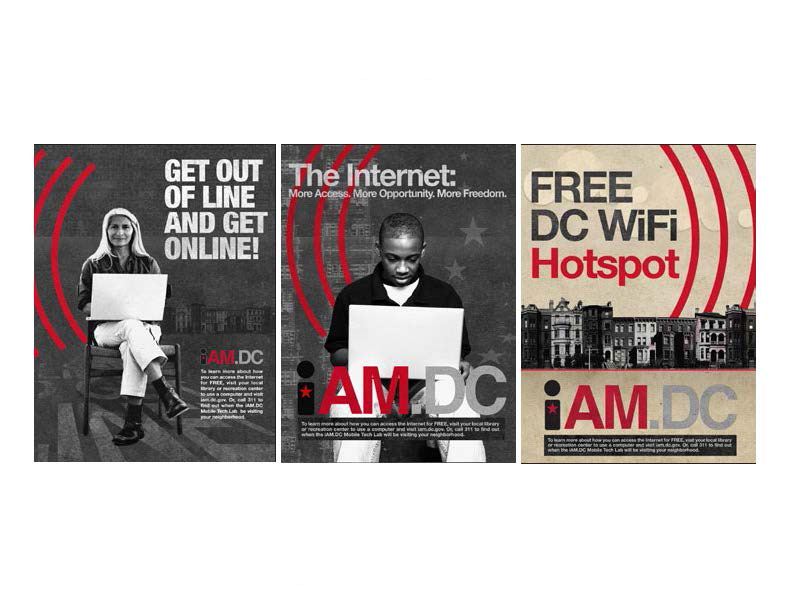 GET OUT
OF LINE
AND GET
ONLINE!
iAM.DC
To learn more about how
you can access the Internet
for FREE, visit your local
library or recreation center
to use a computer and visit
iam.dc.gov. Or, call 311 to
find out when the iAM.DC
Mobile Tech Lab will be visiting
your neighborhood.
The Internet:
More Access. More Opportunity. More Freedom.
iAM.DC
To learn more about how you can access the Internet for FREE, visit your local library
or recreation center to use a computer and visit iam.dc.gov. Or, call 311 to find out
when the iAM.DC Mobile Tech Lab will be visiting your neighborhood.
FREE
DC WiFi
Hotspot
iAM.DC
To learn more about how you can access the Internet for FREE, visit your local library
or recreation center to use a computer and visit iam.dc.gov. Or, call 311 to find out
when the iAM.DC Mobile Tech Lab will be visiting your neighborhood.